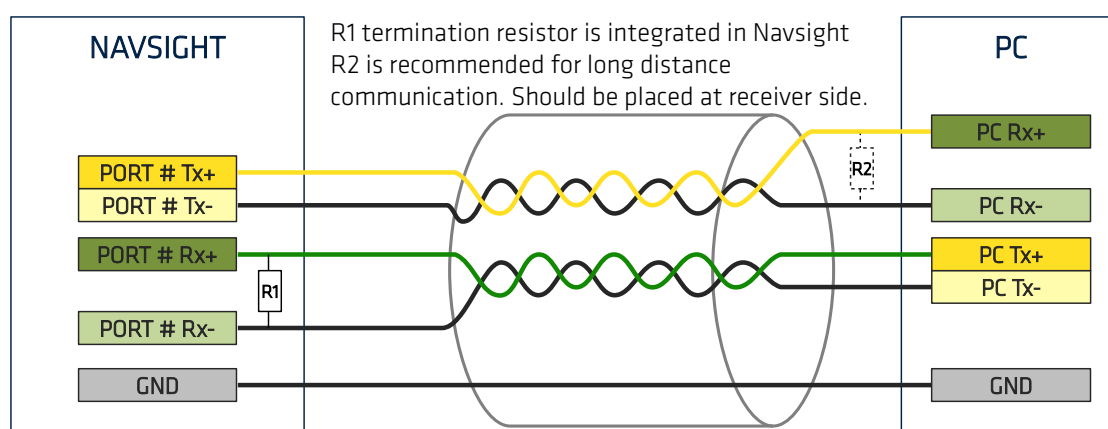 NAVSIGHT
R1 termination resistor is integrated in Navsight
R2 is recommended for long distance
communication. Should be placed at receiver side.
PC
PC Rx+
R2
PORT # Tx+
PORT # Tx-
PC Rx-
PORT # Rx+
PC Tx+
R1
PC Tx-
PORT # Rx-
GND
GND